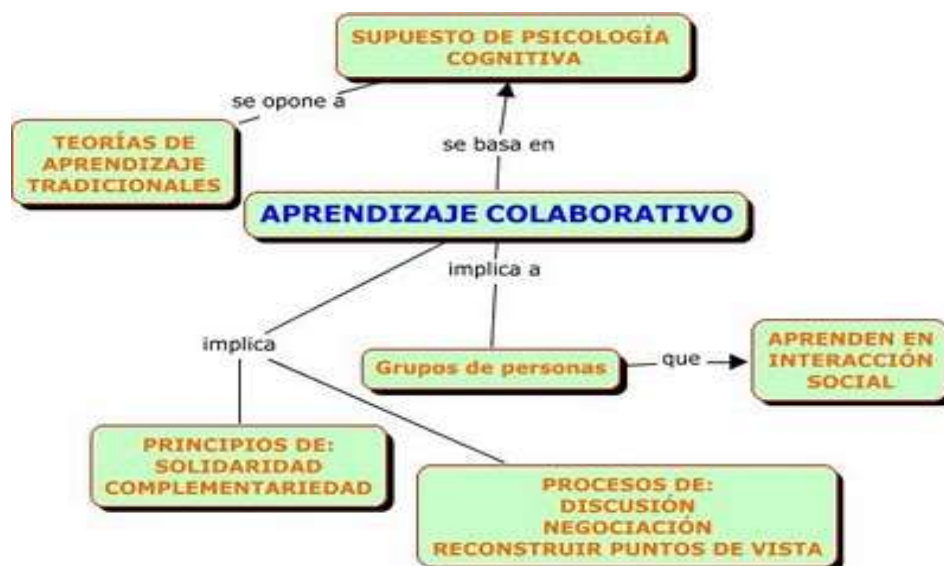 SUPUESTO DE PSICOLOGÍA
COGNITIVA
se opone a
TEORÍAS DE
APRENDIZAJE
TRADICIONALES
se basa en
APRENDIZAJE COLABORATIVO
implica a
implica
Grupos de personas
que
APRENDEN EN
INTERACCIÓN
SOCIAL
PRINCIPIOS DE:
SOLIDARIDAD
COMPLEMENTARIEDAD
PROCESOS DE:
DISCUSIÓN
NEGOCIACIÓN
RECONSTRUIR PUNTOS DE VISTA